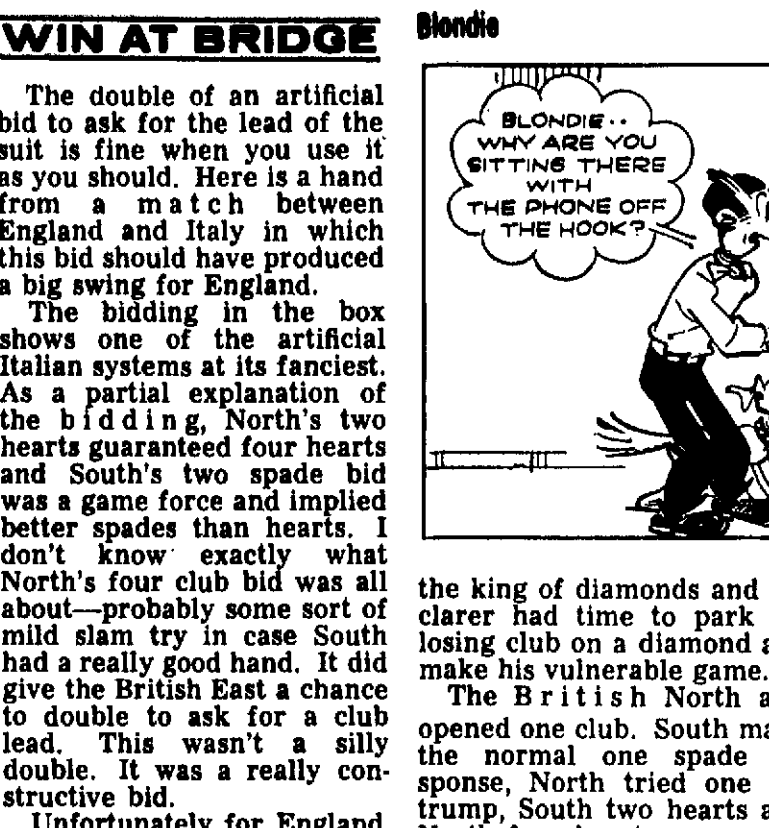 WIN AT BRIDGE
The double of an artificial
bid to ask for the lead of the
suit is fine when you use it
as you should. Here is a hand
from a match between
England and Italy in which
this bid should have produced
a big swing for England.
The bidding in the box
shows one of the artificial
Italian systems at its fanciest.
As a partial explanation of
the bidding, North's two
hearts guaranteed four hearts
and South's two spade bid
was a game force and implied
better spades than hearts. I
don't know exactly what
North's four club bid was all
about—probably some sort of
mild slam try in case South
had a really good hand. It did
give the British East a chance
to double to ask for a club
lead. This wasn't a silly
double. It was a really con-
structive bid.
Unfortunately for England
Blondie
BLONDIE..
WHY ARE YOU
SITTING THERE
WITH
THE PHONE OFF
THE HOOK?
the king of diamonds and
clarer had time to park
losing club on a diamond
make his vulnerable game.
The British North
opened one club. South
the normal one spade
sponse, North tried one
trump, South two hearts